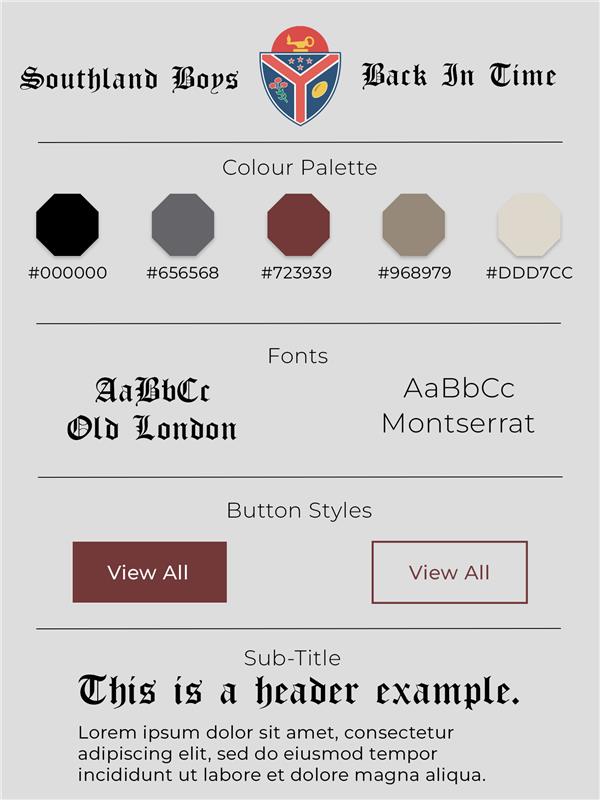 Southland Boys
Back In Time
Colour Palette
#000000 #656568 #723939 #968979 #DDD7CC
Fonts
AaBbCc
Old London
AaBbCc
Montserrat
Button Styles
View All
View All
Sub-Title
This is a header example.
Lorem ipsum dolor sit amet, consectetur
adipiscing elit, sed do eiusmod tempor
incididunt ut labore et dolore magna aliqua.